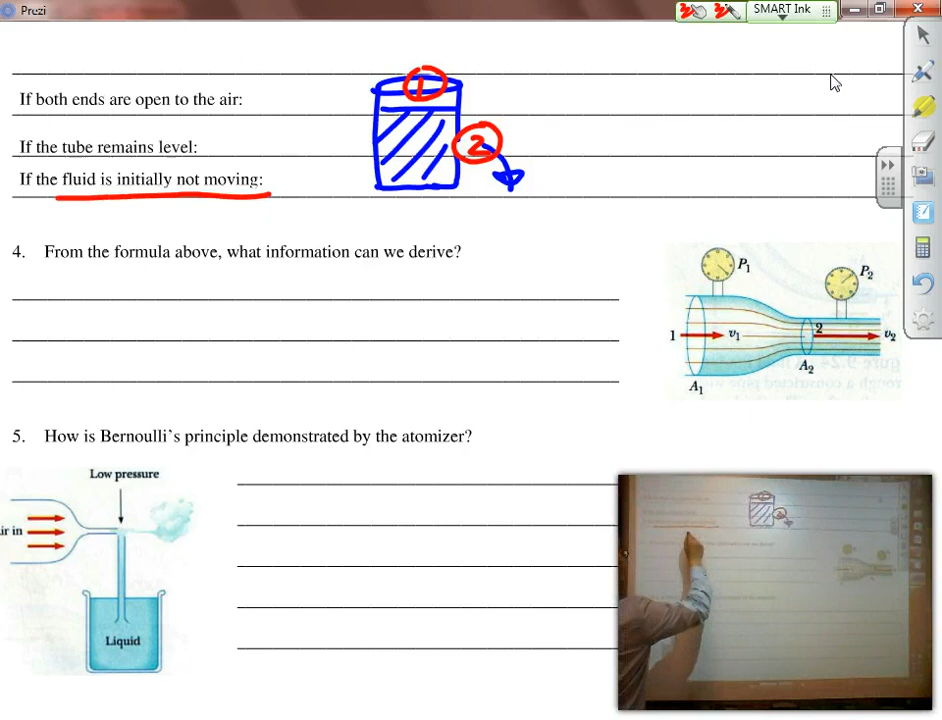 Prezi
SMART Ink
1
If both ends are open to the air:
2
If the tube remains level:
If the fluid is initially not moving:
4. From the formula above, what information can we derive?
P₁
P₂
1
v₁
2
v₂
A₂
A₁
5. How is Bernoulli’s principle demonstrated by the atomizer?
Low pressure
ir in
Liquid